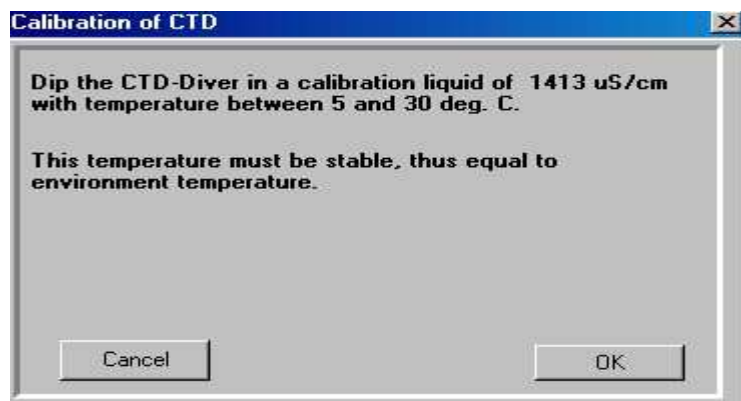 Calibration of CTD
Dip the CTD-Diver in a calibration liquid of  1413 uS/cm
with temperature between 5 and 30 deg. C.
This temperature must be stable, thus equal to
environment temperature.
Cancel
OK